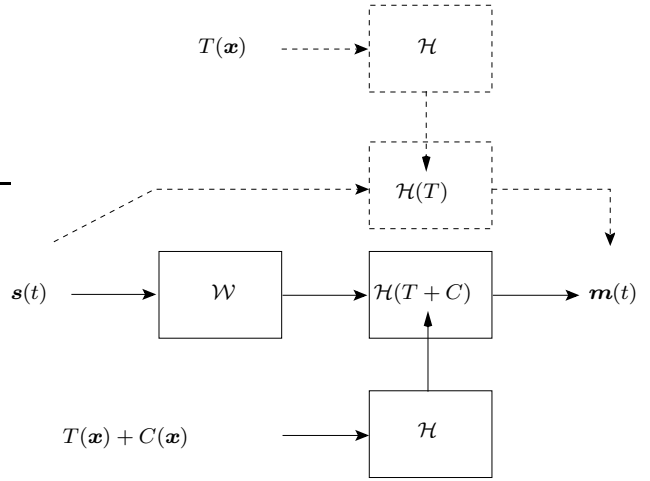 T(𝒙)
ℋ
ℋ(T)
𝒔(t)
𝒲
ℋ(T + C)
𝒎(t)
T(𝒙) + C(𝒙)
ℋ